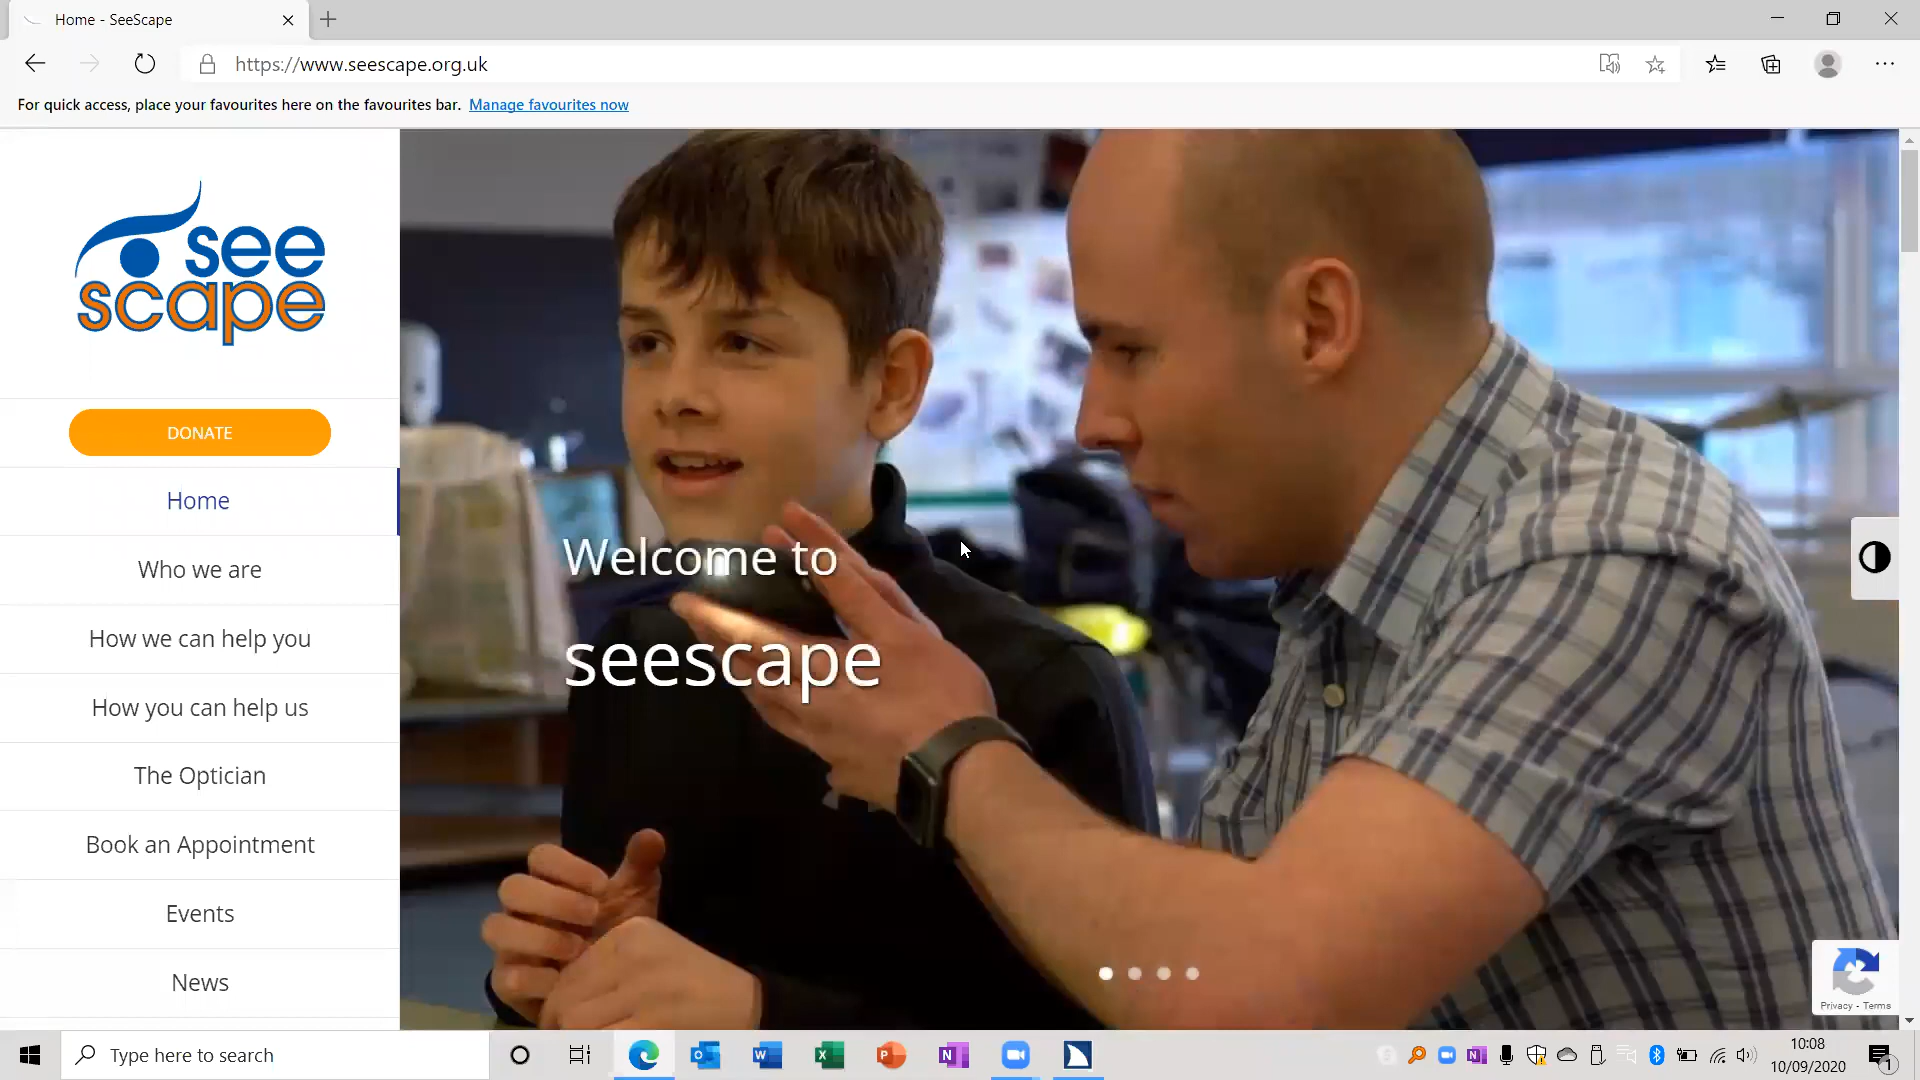 Home - SeeScape
https://www.seescape.org.uk
For quick access, place your favourites here on the favourites bar. Manage favourites now
see
scape
DONATE
Home
Who we are
How we can help you
How you can help us
The Optician
Book an Appointment
Events
News
Welcome to
seescape
Privacy - Terms
Type here to search
10:08
10/09/2020
1